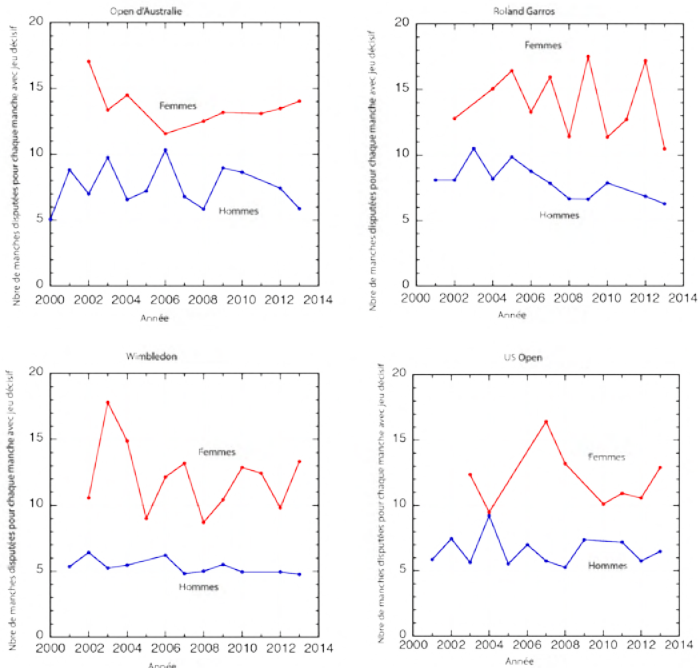 Open d'Australie
Nbre de manches disputées pour chaque manche avec jeu décisif
20
15
10
5
0
Femmes
Hommes
2000 2002 2004 2006 2008 2010 2012 2014
Année
Roland Garros
Nbre de manches disputées pour chaque manche avec jeu décisif
20
15
10
5
0
Femmes
Hommes
2000 2002 2004 2006 2008 2010 2012 2014
Année
Wimbledon
Nbre de manches disputées pour chaque manche avec jeu décisif
20
15
10
5
0
Femmes
Hommes
2000 2002 2004 2006 2008 2010 2012 2014
Année
US Open
Nbre de manches disputées pour chaque manche avec jeu décisif
20
15
10
5
0
Femmes
Hommes
2000 2002 2004 2006 2008 2010 2012 2014
Année